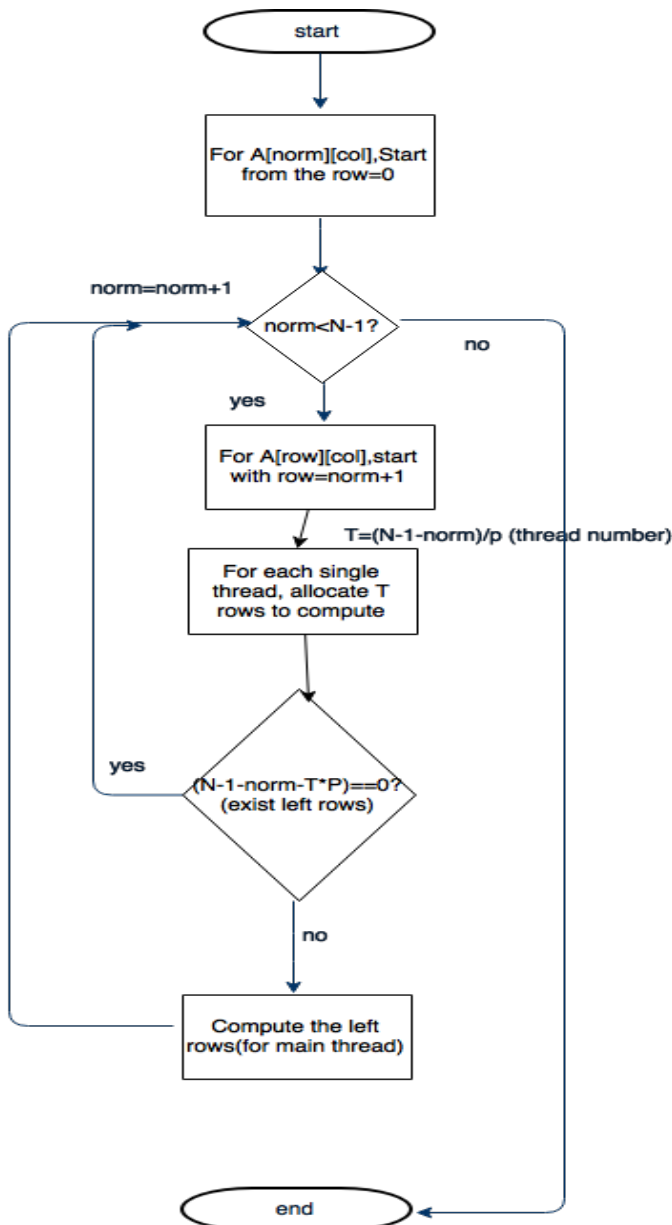 start
For A[norm][col],Start
from the row=0
norm=norm+1
norm<N-1?
no
yes
For A[row][col],start
with row=norm+1
T=(N-1-norm)/p (thread number)
For each single
thread, allocate T
rows to compute
yes
(N-1-norm-T*P)==0?
(exist left rows)
no
Compute the left
rows(for main thread)
end